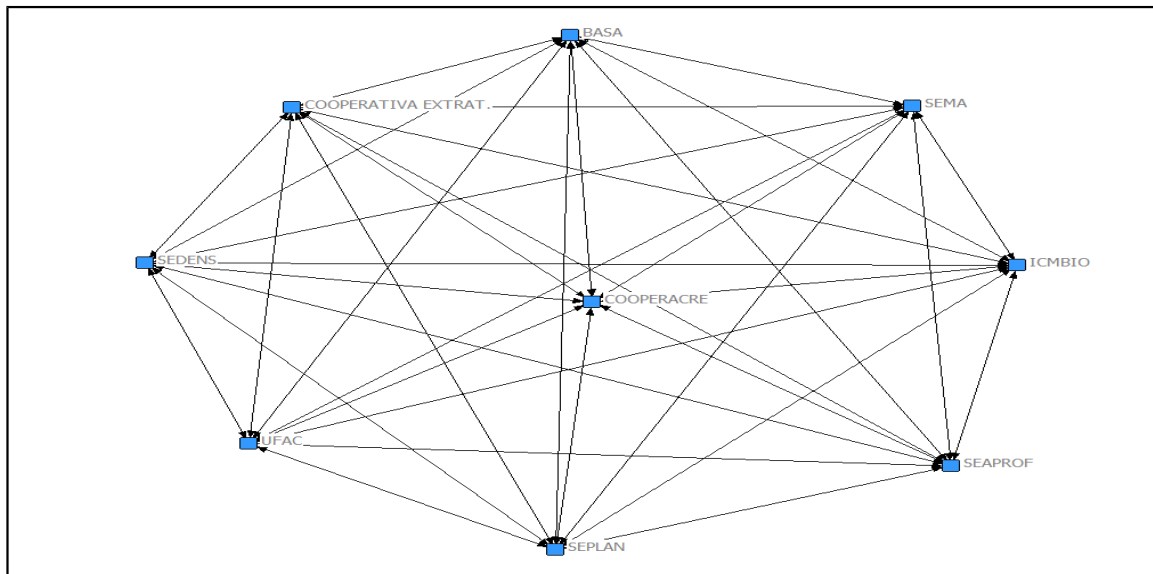 BASA
COOPERATIVA EXTRAT.
SEMA
SEDENS
ICMBIO
COOPERACRE
UFAC
SEAPROF
SEPLAN